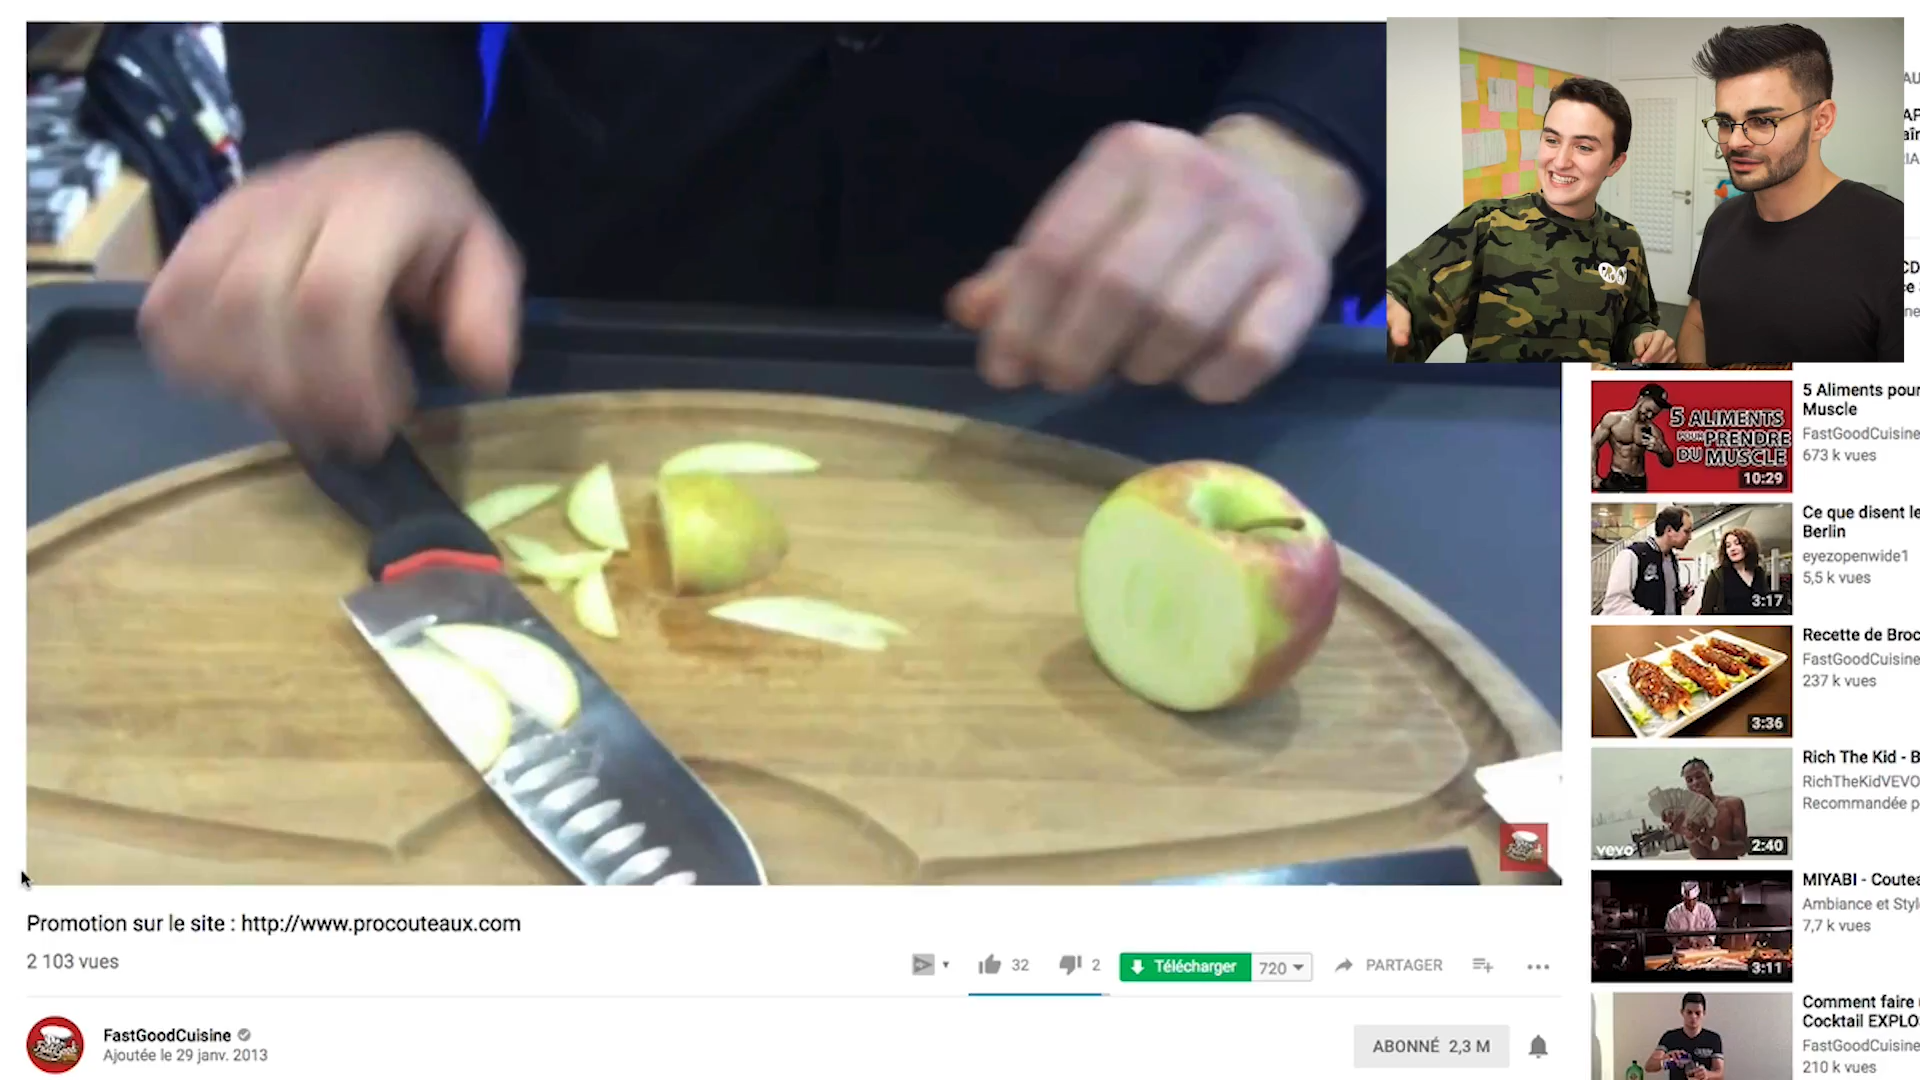 Promotion sur le site : http://www.procouteaux.com
2 103 vues
32
2
Télécharger
720
PARTAGER
FastGoodCuisine
Ajoutée le 29 janv. 2013
ABONNÉ 2,3 M
5 ALIMENTS
POUR PRENDRE
DU MUSCLE
10:29
5 Aliments pour
Muscle
FastGoodCuisine
673 k vues
3:17
Ce que disent le
Berlin
eyezopenwide1
5,5 k vues
3:36
Recette de Broc
FastGoodCuisine
237 k vues
vevo
2:40
Rich The Kid - B
RichTheKidVEVO
Recommandée p
3:11
MIYABI - Coutea
Ambiance et Style
7,7 k vues
Comment faire
Cocktail EXPLO
FastGoodCuisine
210 k vues